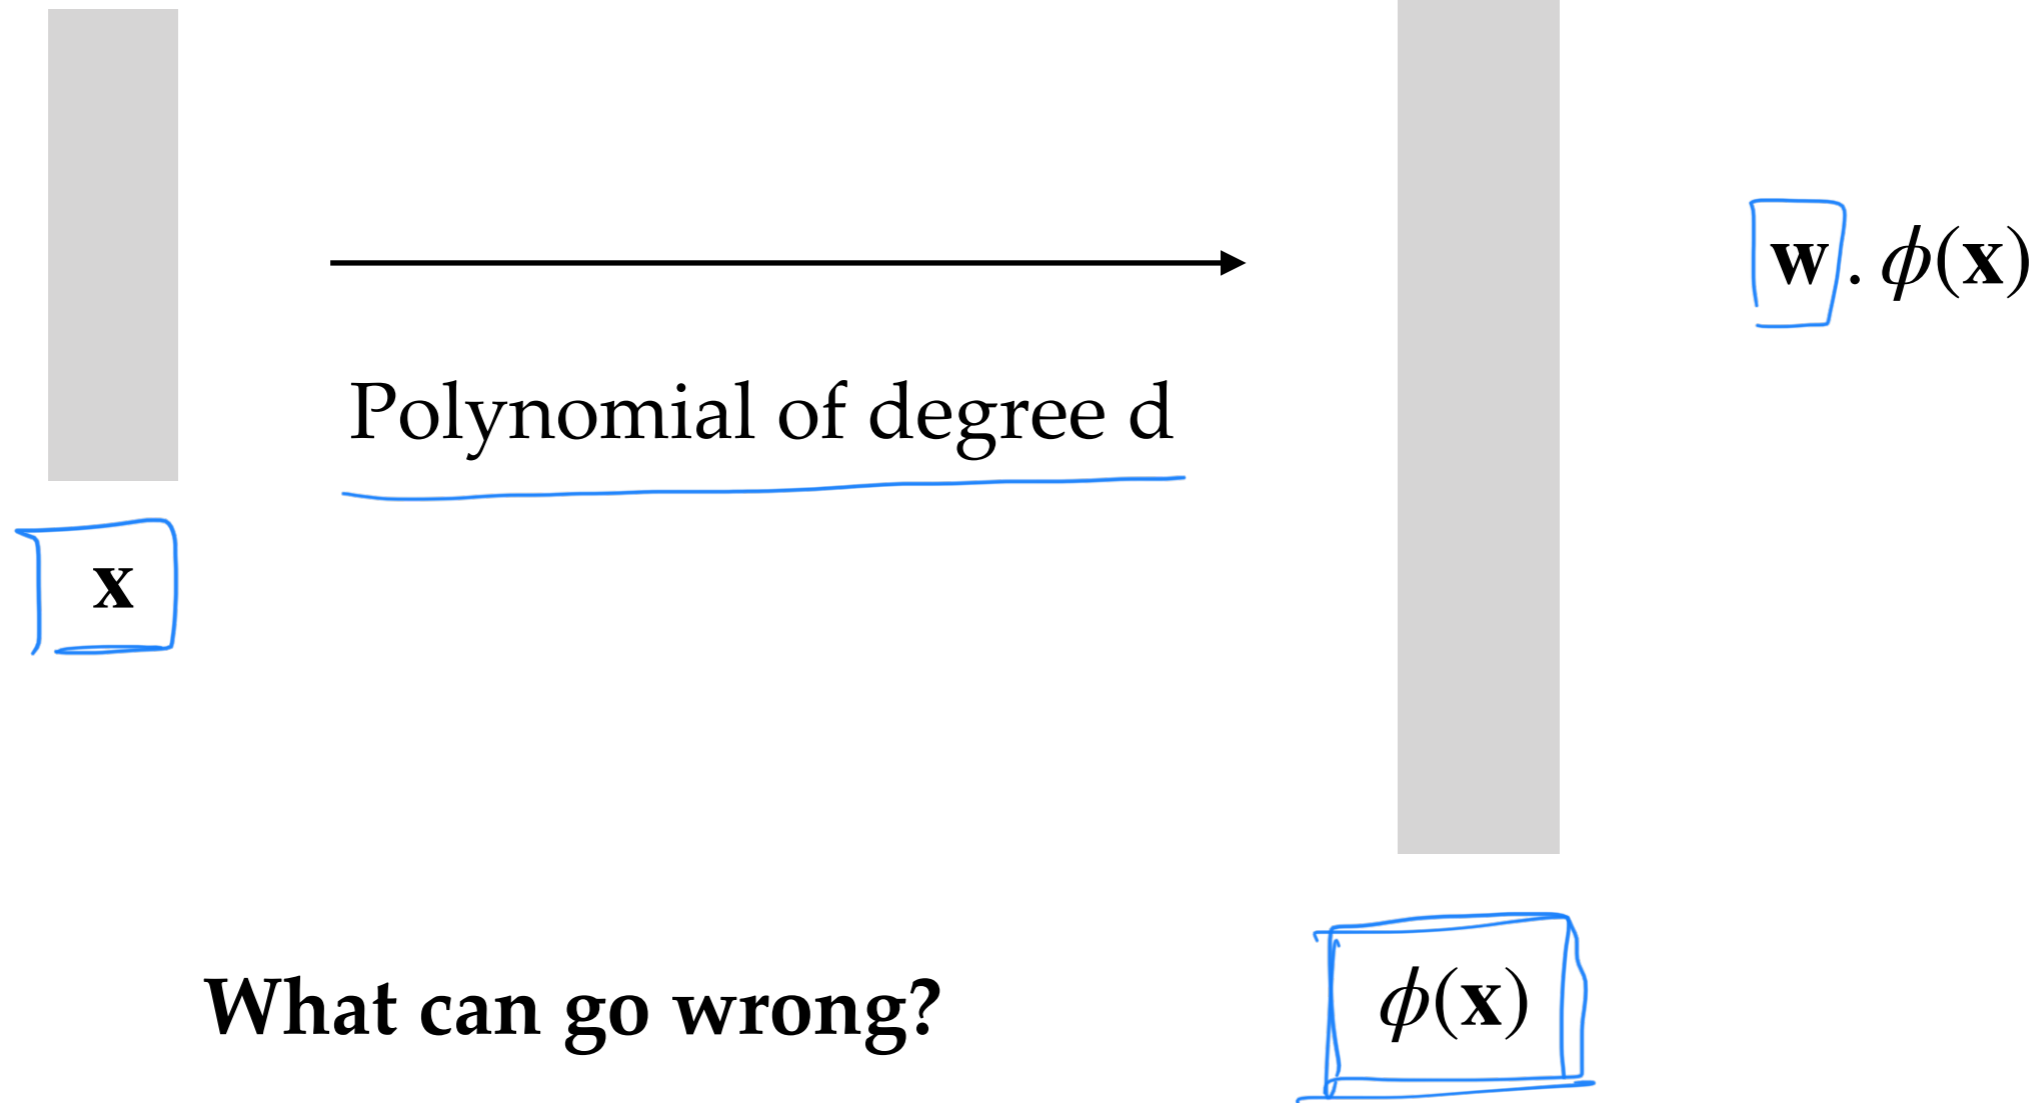 w . ϕ(x)
Polynomial of degree d
x
What can go wrong?
ϕ(x)